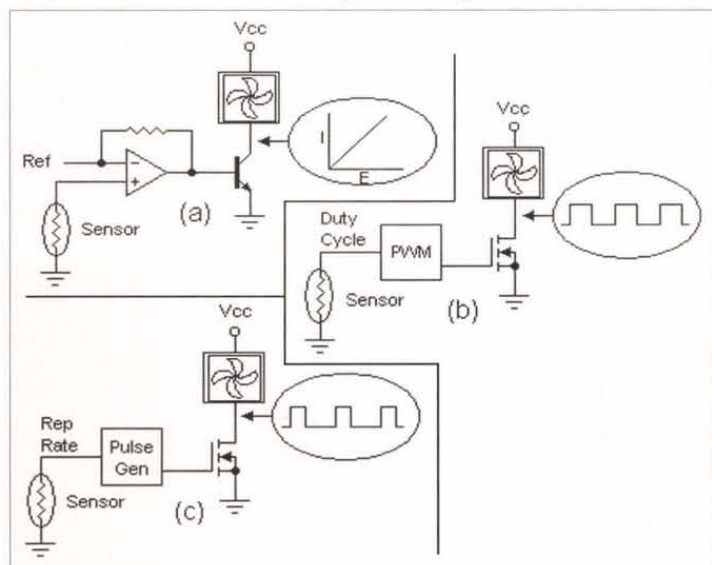 Vcc
Ref
−
+
I
E
(a)
Sensor
Vcc
Duty
Cycle
PWM
Sensor
(b)
Vcc
Rep
Rate
Pulse
Gen
Sensor
(c)